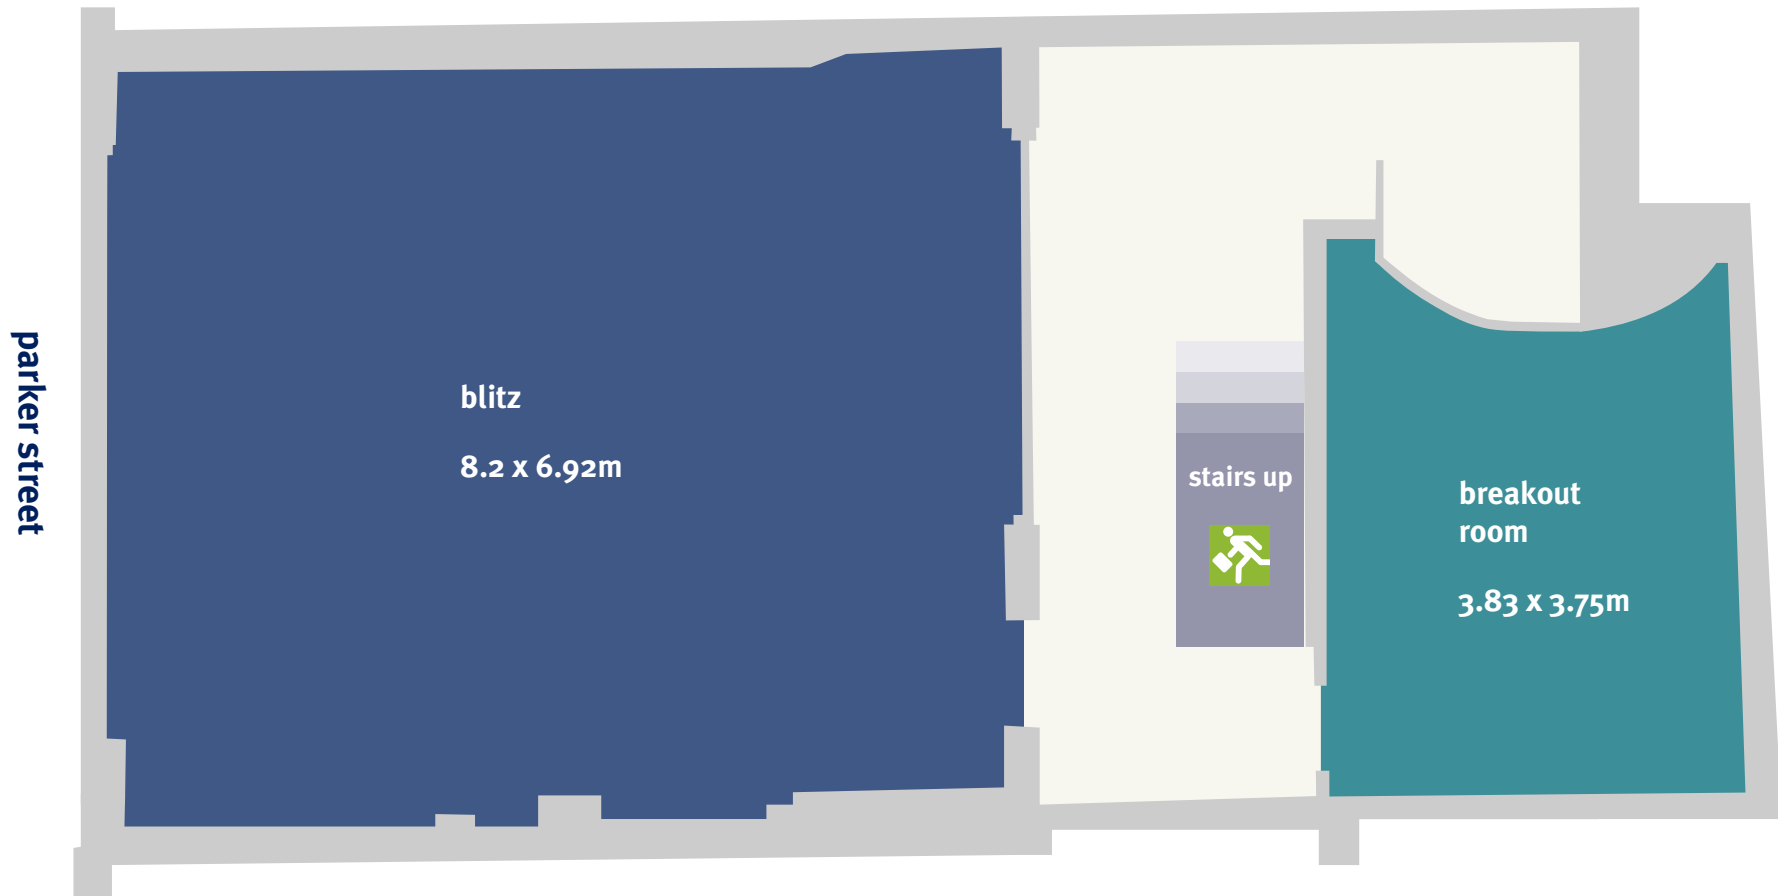 parker street
blitz
8.2 x 6.92m
stairs up
breakout
room
3.83 x 3.75m